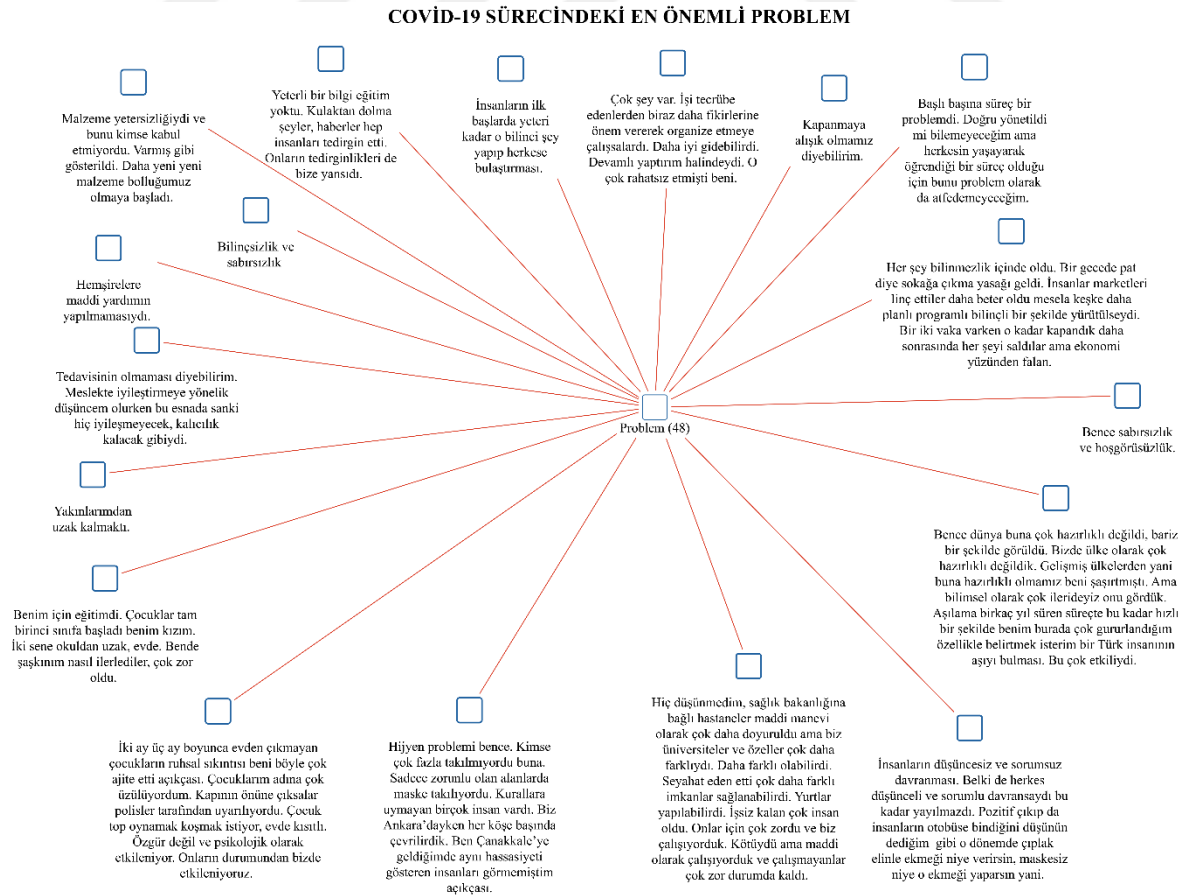 COVİD-19 SÜRECİNDEKİ EN ÖNEMLİ PROBLEM
Malzeme yetersizliğiydi ve
bunu kimse kabul
etmiyordu. Varmış gibi
gösterildi. Daha yeni yeni
malzeme bolluğumuz
olmaya başladı.
Yeterli bir bilgi eğitim
yoktu. Kulaktan dolma
şeyler, haberler hep
insanları tedirgin etti.
Onların tedirginlikleri de
bize yansıdı.
İnsanların ilk
başlarda yeteri
kadar o bilinci şey
yapıp herkese
bulaştırması.
Çok şey var. İşi tecrübe
edenlerden biraz daha fikirlerine
önem vererek organize etmeye
çalışsalardı. Daha iyi gidebilirdi.
Devamlı yaptırım halindeydi. O
çok rahatsız etmişti beni.
Kapanmaya
alışık olmamız
diyebilirim.
Başlı başına süreç bir
problemdi. Doğru yönetildi
mi bilemeyeceğim ama
herkesin yaşayarak
öğrendiği bir süreç olduğu
için bunu problem olarak
da atfedemeyeceğim.
Bilinçsizlik ve
sabırsızlık
Hemşirelere
maddi yardımın
yapılmamasıydı.
Her şey bilinmezlik içinde oldu. Bir gecede pat
diye sokağa çıkma yasağı geldi. İnsanlar marketleri
linç ettiler daha beter oldu mesela keşke daha
planlı programlı bilinçli bir şekilde yürütülseydi.
Bir iki vaka varken o kadar kapandık daha
sonrasında her şeyi saldılar ama ekonomi
yüzünden falan.
Tedavisinin olmaması diyebilirim.
Meslekte iyileştirmeye yönelik
düşüncem olurken bu esnada sanki
hiç iyileşmeyecek, kalıcılık
kalacak gibiydi.
Problem (48)
Bence sabırsızlık
ve hoşgörüsüzlük.
Yakınlarımdan
uzak kalmaktı.
Bence dünya buna çok hazırlıklı değildi, bariz
bir şekilde görüldü. Bizde ülke olarak çok
hazırlıklı değildik. Gelişmiş ülkelerden yani
buna hazırlıklı olmamız beni şaşırtmıştı. Ama
bilimsel olarak çok ilerideyiz onu gördük.
Aşılama birkaç yıl süren süreçte bu kadar hızlı
bir şekilde benim burada çok gururlandığım
özellikle belirtmek isterim bir Türk insanının
aşıyı bulması. Bu çok etkiliydi.
Benim için eğitimdi. Çocuklar tam
birinci sınıfa başladı benim kızım.
İki sene okuldan uzak, evde. Bende
şaşkınım nasıl ilerlediler, çok zor
oldu.
İki ay üç ay boyunca evden çıkmayan
çocukların ruhsal sıkıntısı beni böyle çok
ajite etti açıkçası. Çocuklarım adına çok
üzülüyordum. Kapının önüne çıksalar
polisler tarafından uyarılıyordu. Çocuk
top oynamak koşmak istiyor, evde kısıtlı.
Özgür değil ve psikolojik olarak
etkileniyor. Onların durumundan bizde
etkileniyoruz.
Hijyen problemi bence. Kimse
çok fazla takılmıyordu buna.
Sadece zorunlu olan alanlarda
maske takılıyordu. Kurallara
uymayan birçok insan vardı. Biz
Ankara’dayken her köşe başında
çevrilirdik. Ben Çanakkale’ye
geldiğimde aynı hassasiyeti
gösteren insanları görmemiştim
açıkçası.
Hiç düşünmedim, sağlık bakanlığına
bağlı hastaneler maddi manevi
olarak çok daha doyuruldu ama biz
üniversiteler ve özeller çok daha
farklıydı. Daha farklı olabilirdi.
Seyahat eden etti çok daha farklı
imkanlar sağlanabilirdi. Yurtlar
yapılabilirdi. İşsiz kalan çok insan
oldu. Onlar için çok zordu ve biz
çalışıyorduk. Kötüydü ama maddi
olarak çalışıyorduk ve çalışmayanlar
çok zor durumda kaldı.
İnsanların düşüncesiz ve sorumsuz
davranması. Belki de herkes
düşünceli ve sorumlu davransaydı bu
kadar yayılmazdı. Pozitif çıkıp da
insanların otobüse bindiğini düşünün
dediğim gibi o dönemde çıplak
elinle ekmeği niye verirsin, maskesiz
niye o ekmeği yaparsın yani.